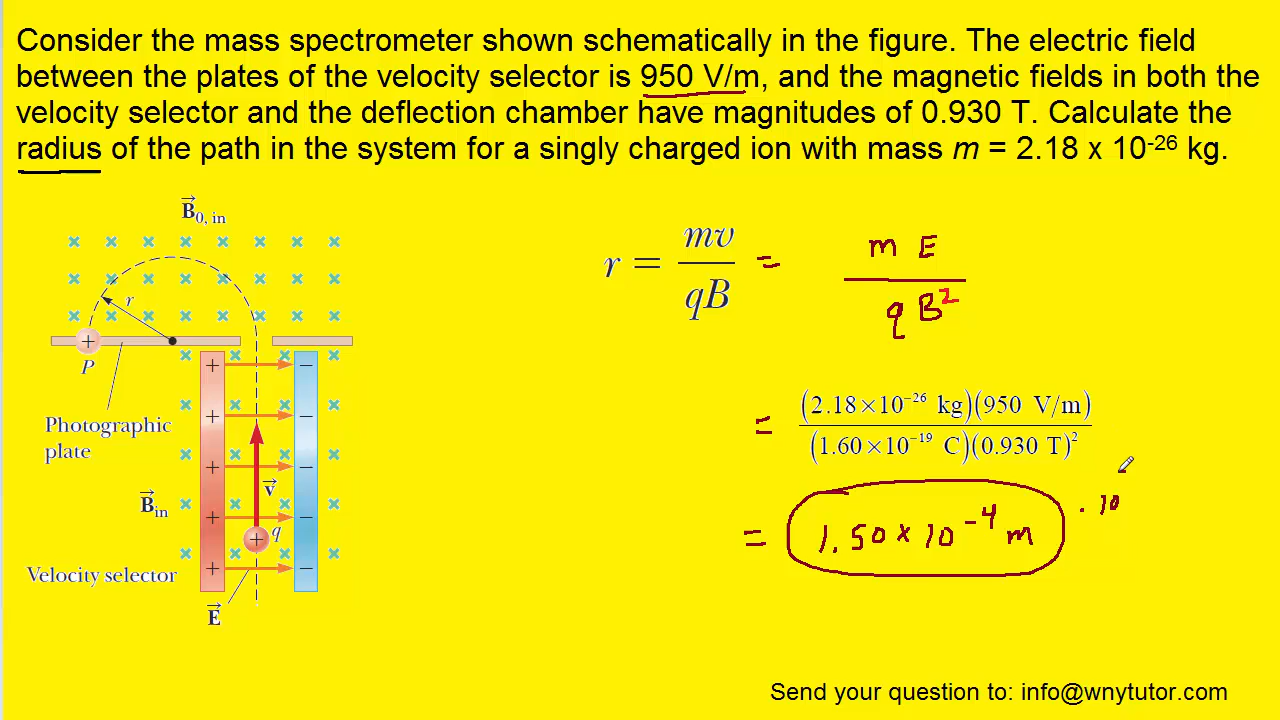 Consider the mass spectrometer shown schematically in the figure. The electric field
between the plates of the velocity selector is 950 V/m, and the magnetic fields in both the
velocity selector and the deflection chamber have magnitudes of 0.930 T. Calculate the
radius of the path in the system for a singly charged ion with mass m = 2.18 x 10⁻²⁶ kg.
B⃗₀, in
r
+
P
Photographic
plate
B⃗in
Velocity selector
+ −
+ −
+ −
+ −
+ −
v⃗
+ q
E⃗
r = mv / qB = m E / q B²
= (2.18×10⁻²⁶ kg)(950 V/m) / (1.60×10⁻¹⁹ C)(0.930 T)²
= 1.50 x 10⁻⁴ m · 10
Send your question to: info@wnytutor.com